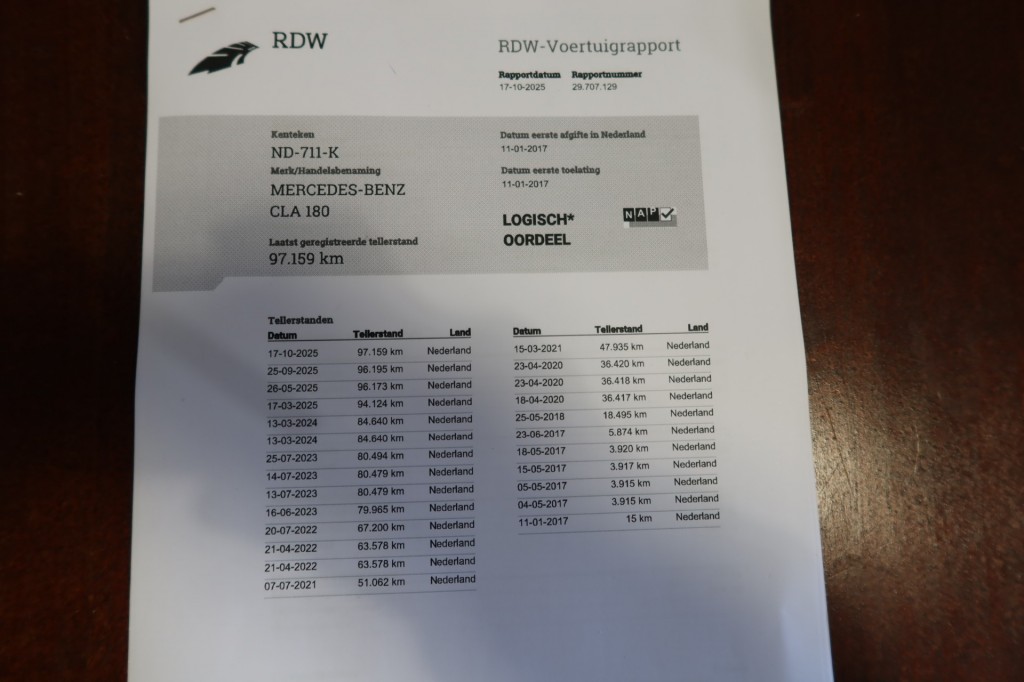 RDW
RDW-Voertuigrapport
Rapportdatum Rapportnummer
17-10-2025 29.707.129
Kenteken
ND-711-K
Merk/Handelsbenaming
MERCEDES-BENZ
CLA 180
Laatst geregistreerde tellerstand
97.159 km
Datum eerste afgifte in Nederland
11-01-2017
Datum eerste toelating
11-01-2017
LOGISCH*
OORDEEL
NAP
Tellerstanden
Datum Tellerstand Land
17-10-2025 97.159 km Nederland
25-09-2025 96.195 km Nederland
26-05-2025 96.173 km Nederland
17-03-2025 94.124 km Nederland
13-03-2024 84.640 km Nederland
13-03-2024 84.640 km Nederland
25-07-2023 80.494 km Nederland
14-07-2023 80.479 km Nederland
13-07-2023 80.479 km Nederland
16-06-2023 79.965 km Nederland
20-07-2022 67.200 km Nederland
21-04-2022 63.578 km Nederland
21-04-2022 63.578 km Nederland
07-07-2021 51.062 km Nederland
Datum Tellerstand Land
15-03-2021 47.935 km Nederland
23-04-2020 36.420 km Nederland
23-04-2020 36.418 km Nederland
18-04-2020 36.417 km Nederland
25-05-2018 18.495 km Nederland
23-06-2017 5.874 km Nederland
18-05-2017 3.920 km Nederland
15-05-2017 3.917 km Nederland
05-05-2017 3.915 km Nederland
04-05-2017 3.915 km Nederland
11-01-2017 15 km Nederland